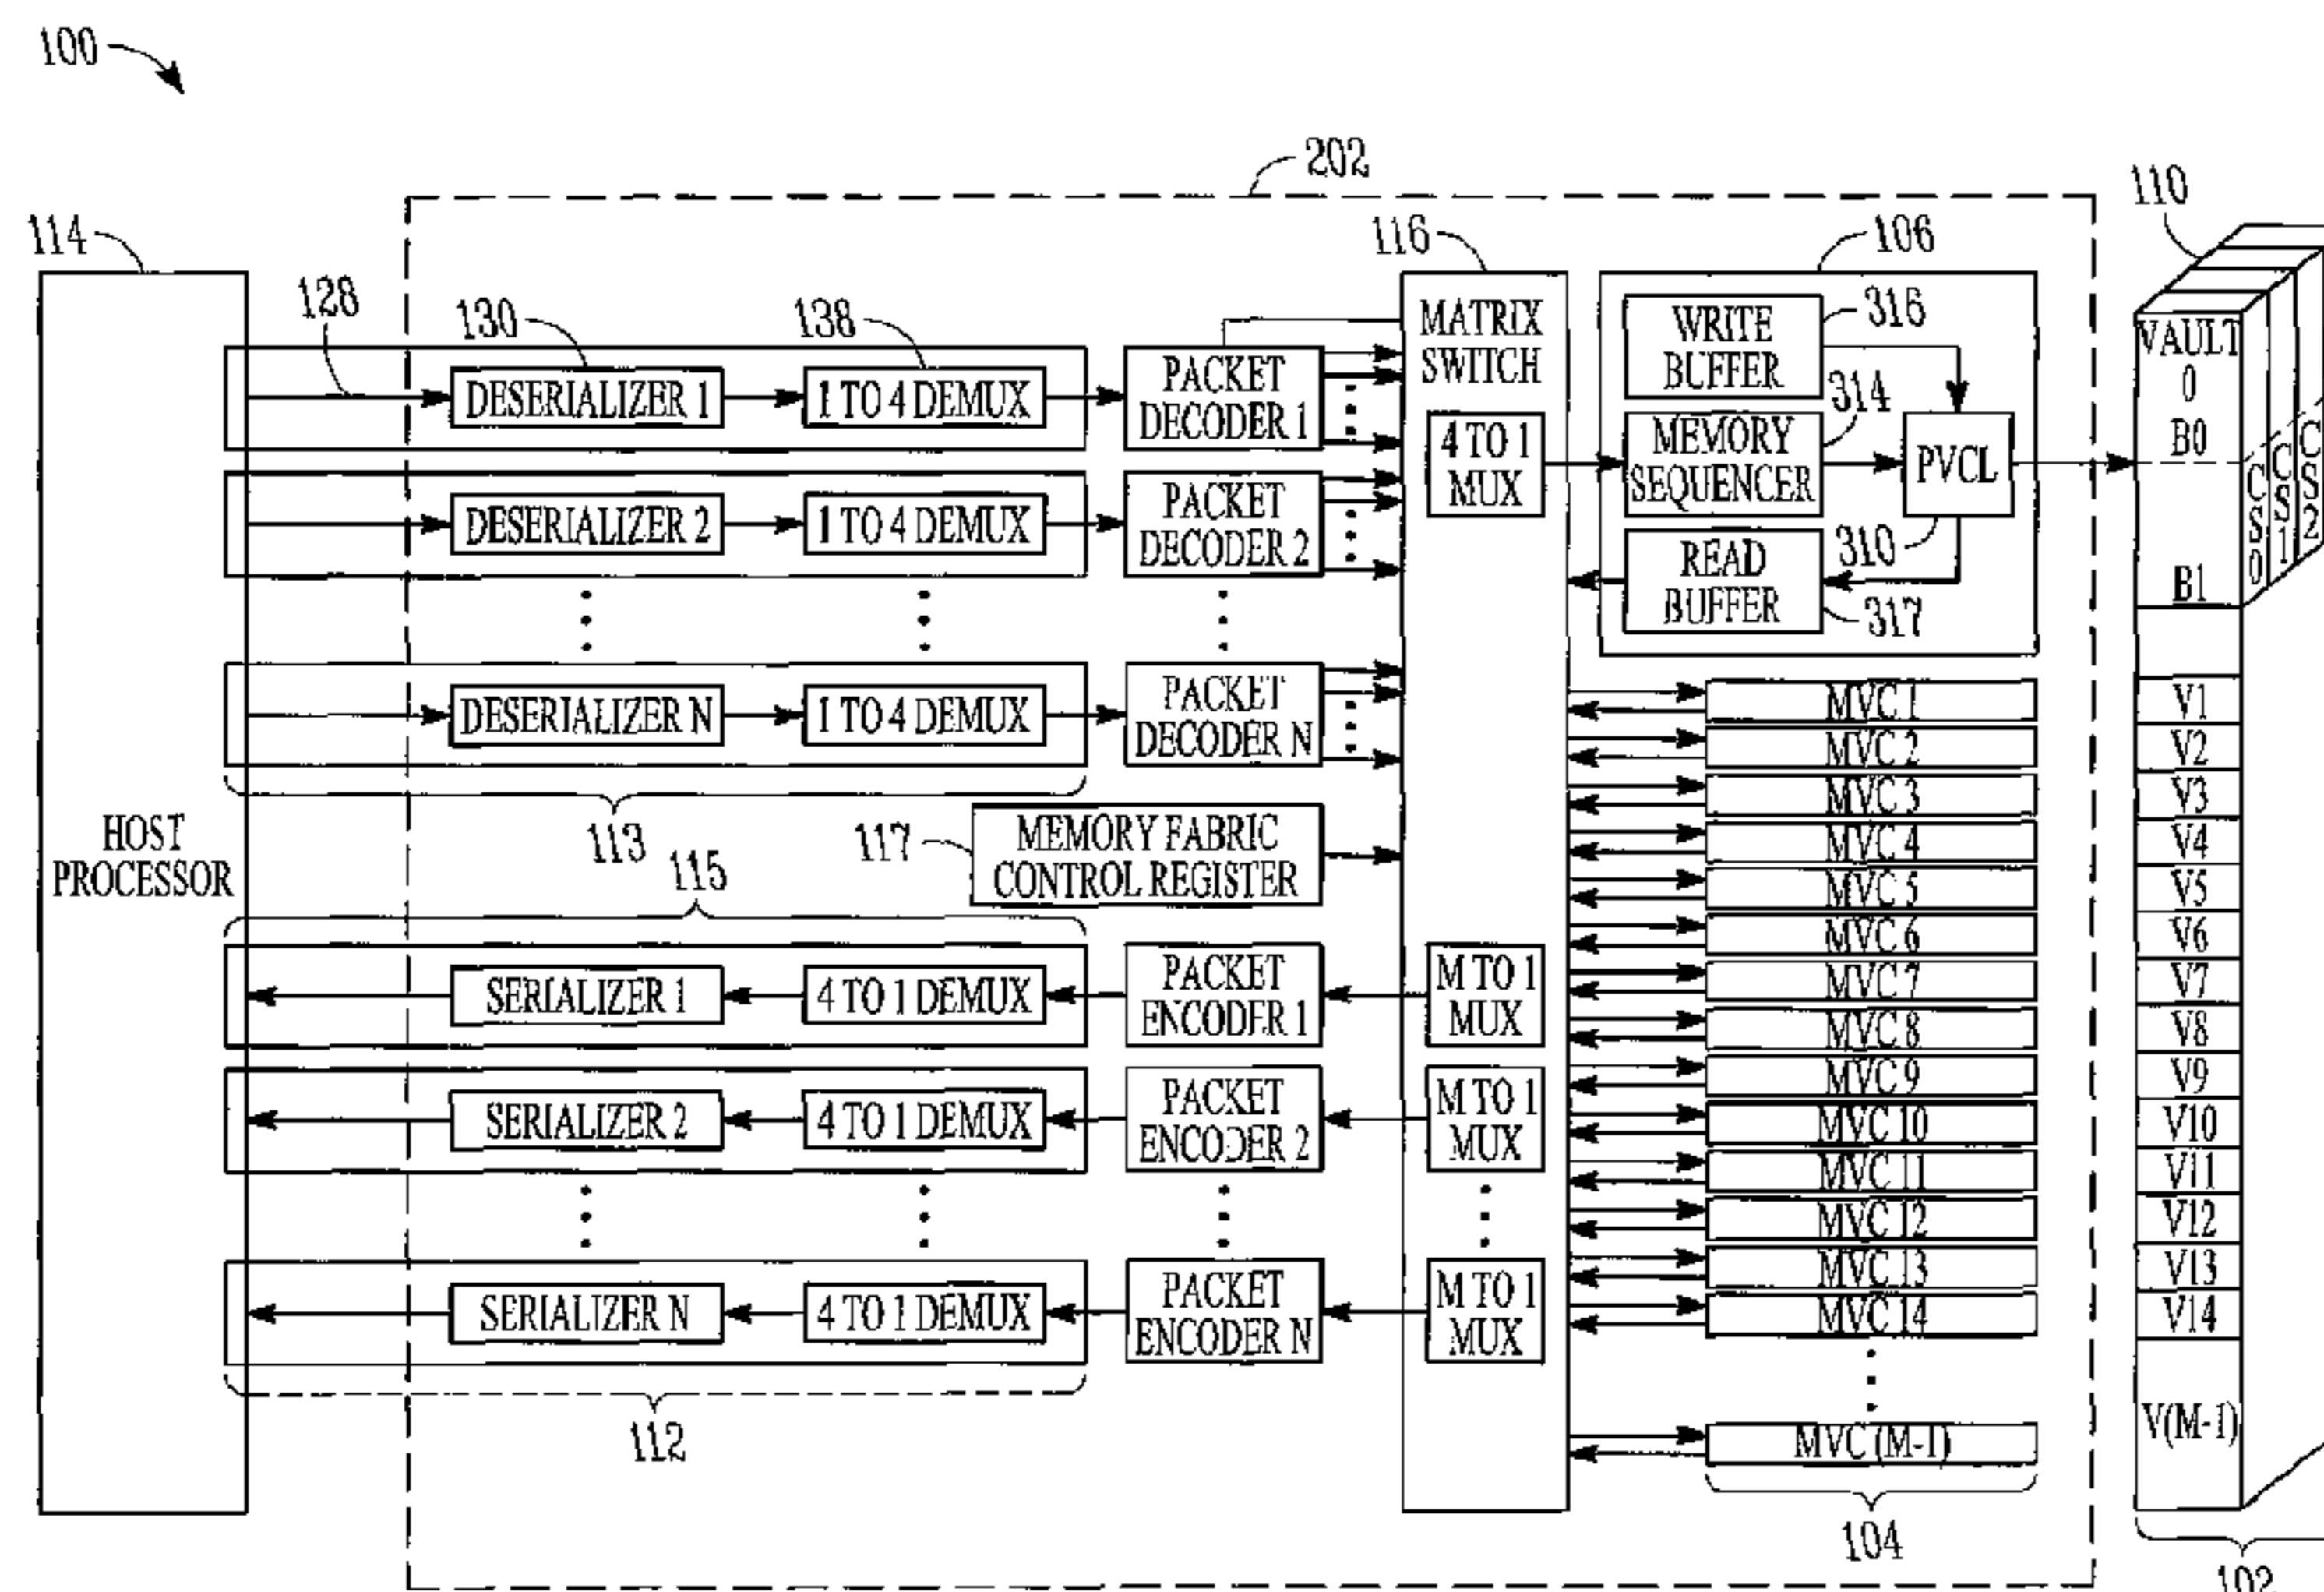 100
202
110
114
116
106
128
130
138
MATRIX
SWITCH
WRITE
BUFFER
316
VAULT
0
DESERIALIZER 1
1 TO 4 DEMUX
PACKET
DECODER 1
4 TO 1
MUX
MEMORY
SEQUENCER
314
PVCL
B0
CS0
CS1
CS2
DESERIALIZER 2
1 TO 4 DEMUX
PACKET
DECODER 2
READ
BUFFER
310
317
B1
DESERIALIZER N
1 TO 4 DEMUX
PACKET
DECODER N
MVC 1
V1
MVC 2
V2
MVC 3
V3
113
HOST
PROCESSOR
117
MEMORY FABRIC
CONTROL REGISTER
MVC 4
V4
115
MVC 5
V5
MVC 6
V6
SERIALIZER 1
4 TO 1 DEMUX
PACKET
ENCODER 1
M TO 1
MUX
MVC 7
V7
MVC 8
V8
MVC 9
V9
SERIALIZER 2
4 TO 1 DEMUX
PACKET
ENCODER 2
M TO 1
MUX
MVC 10
V10
MVC 11
V11
MVC 12
V12
MVC 13
V13
SERIALIZER N
4 TO 1 DEMUX
PACKET
ENCODER N
M TO 1
MUX
MVC 14
V14
112
MVC (M-1)
V(M-1)
104
102